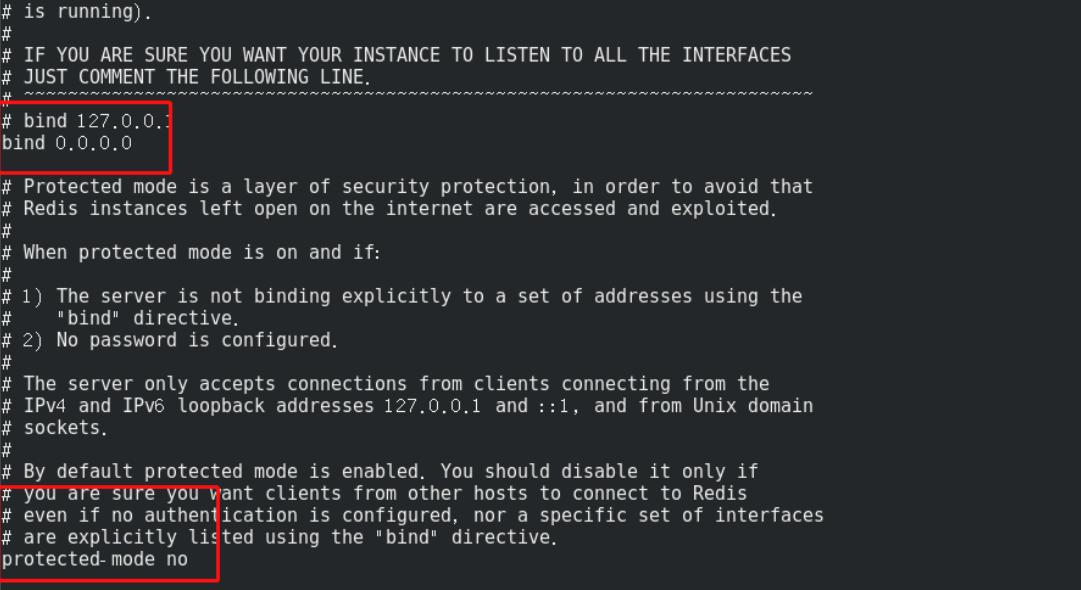 # is running).
#
# IF YOU ARE SURE YOU WANT YOUR INSTANCE TO LISTEN TO ALL THE INTERFACES
# JUST COMMENT THE FOLLOWING LINE.
# ~~~~~~~~~~~~~~~~~~~~~~~~~~~~~~~~~~~~~~~~~~~~~~~~~~~~~~~~~~~~~~~~~~~~~~~~
# bind 127.0.0.1
bind 0.0.0.0

# Protected mode is a layer of security protection, in order to avoid that
# Redis instances left open on the internet are accessed and exploited.
#
# When protected mode is on and if:
#
# 1) The server is not binding explicitly to a set of addresses using the
#    "bind" directive.
# 2) No password is configured.
#
# The server only accepts connections from clients connecting from the
# IPv4 and IPv6 loopback addresses 127.0.0.1 and ::1, and from Unix domain
# sockets.
#
# By default protected mode is enabled. You should disable it only if
# you are sure you want clients from other hosts to connect to Redis
# even if no authentication is configured, nor a specific set of interfaces
# are explicitly listed using the "bind" directive.
protected-mode no